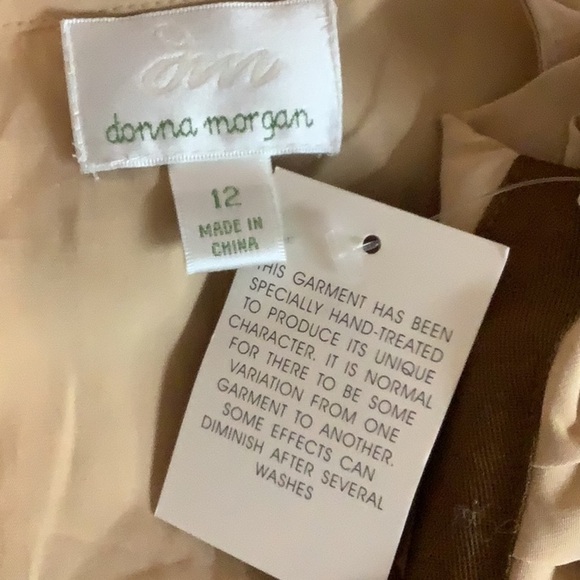 dm
donna morgan
12
MADE IN
CHINA
THIS GARMENT HAS BEEN
SPECIALLY HAND-TREATED
TO PRODUCE ITS UNIQUE
CHARACTER. IT IS NORMAL
FOR THERE TO BE SOME
VARIATION FROM ONE
GARMENT TO ANOTHER.
SOME EFFECTS CAN
DIMINISH AFTER SEVERAL
WASHES